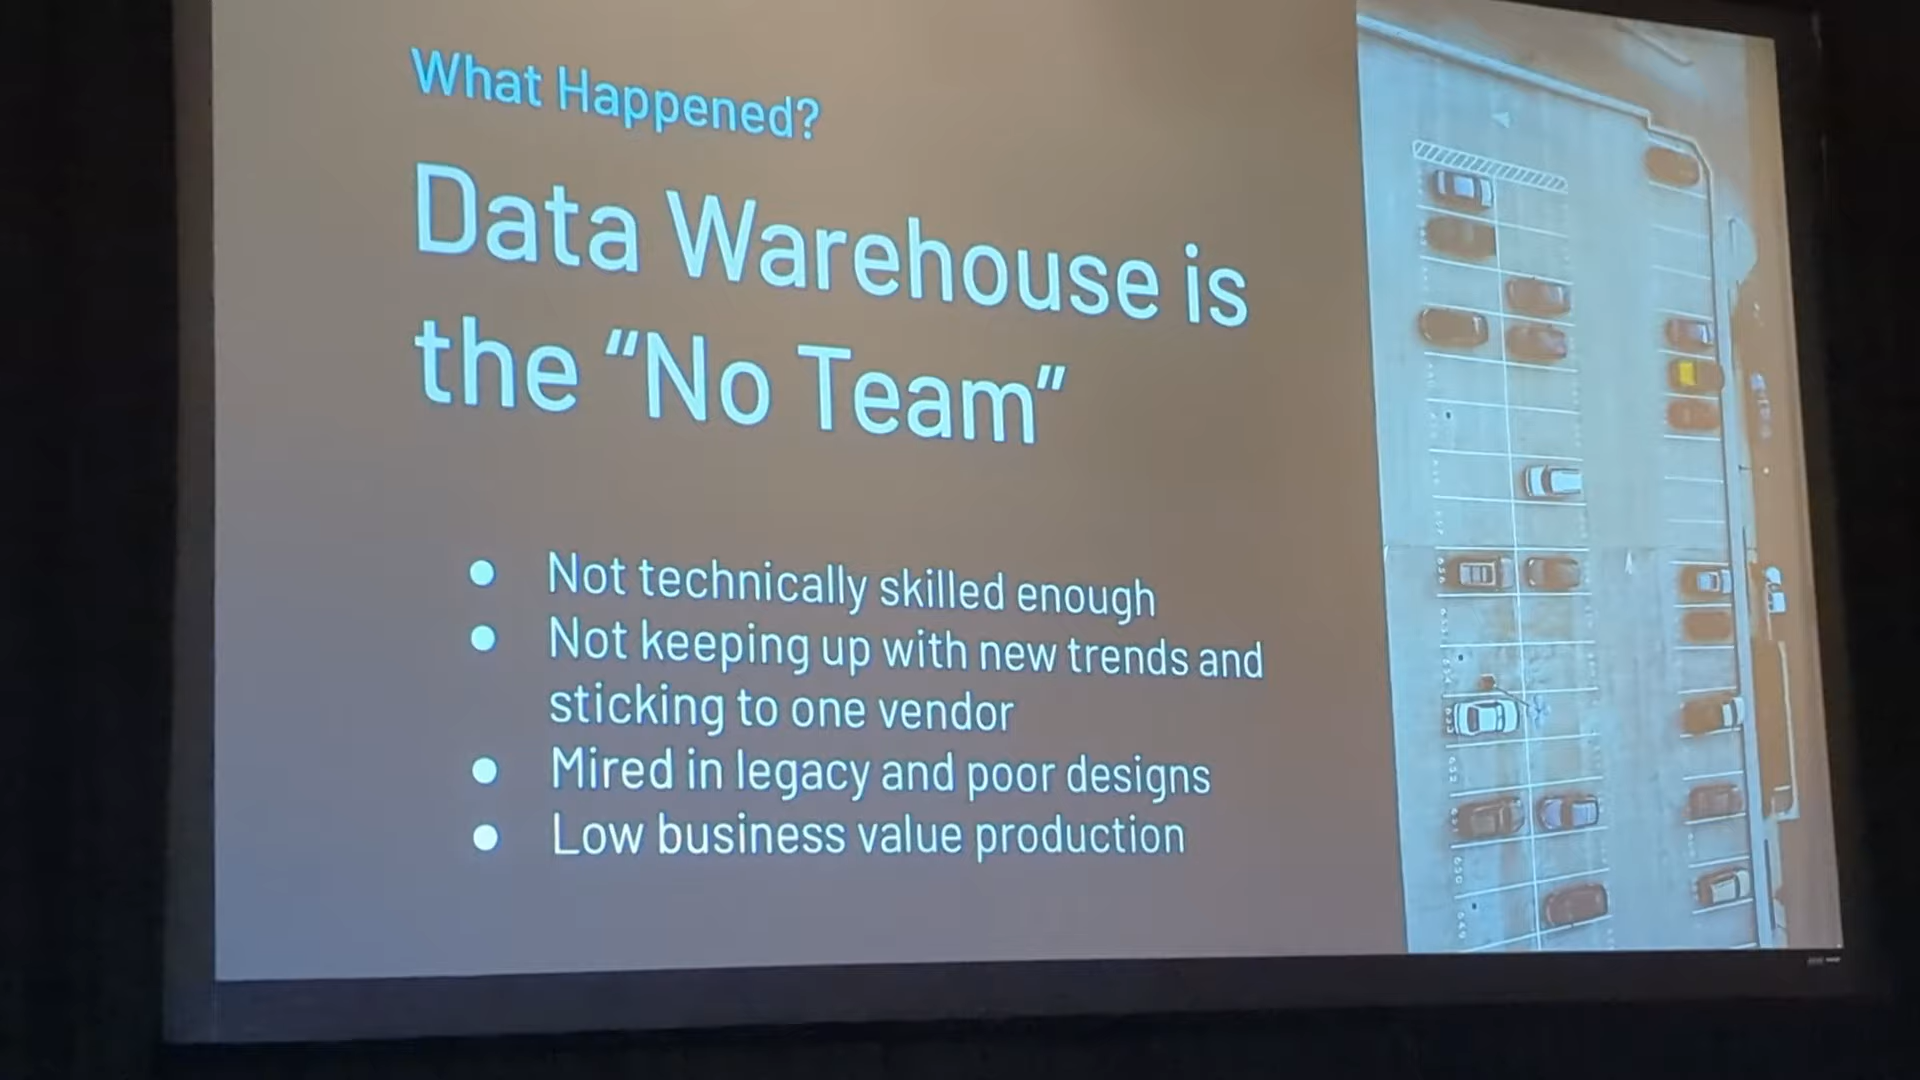 What Happened?
Data Warehouse is
the “No Team”
● Not technically skilled enough
● Not keeping up with new trends and
sticking to one vendor
● Mired in legacy and poor designs
● Low business value production